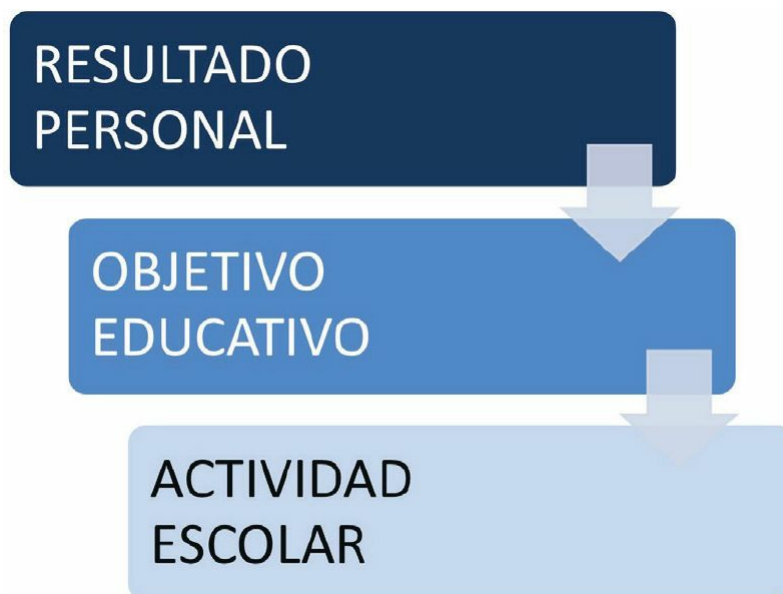 RESULTADO
PERSONAL
OBJETIVO
EDUCATIVO
ACTIVIDAD
ESCOLAR